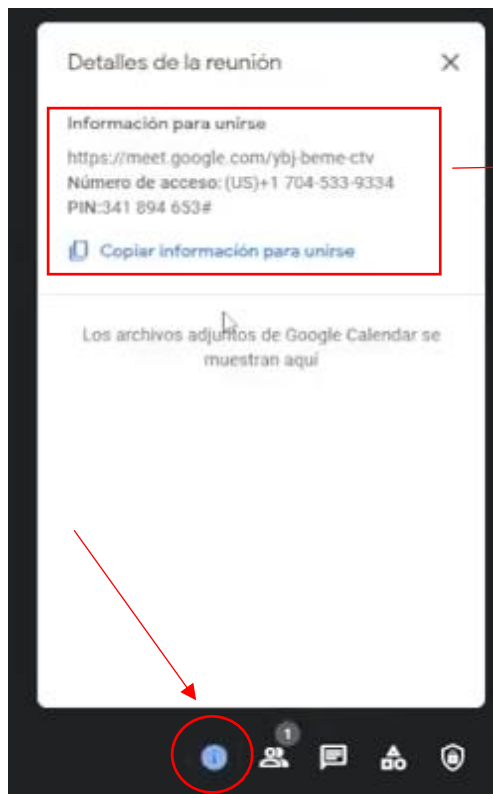 Detalles de la reunión
Información para unirse
https://meet.google.com/ybj-beme-ctv
Número de acceso: (US)+1 704-533-9334
PIN:341 894 653#
Copiar información para unirse
Los archivos adjuntos de Google Calendar se
muestran aquí
1